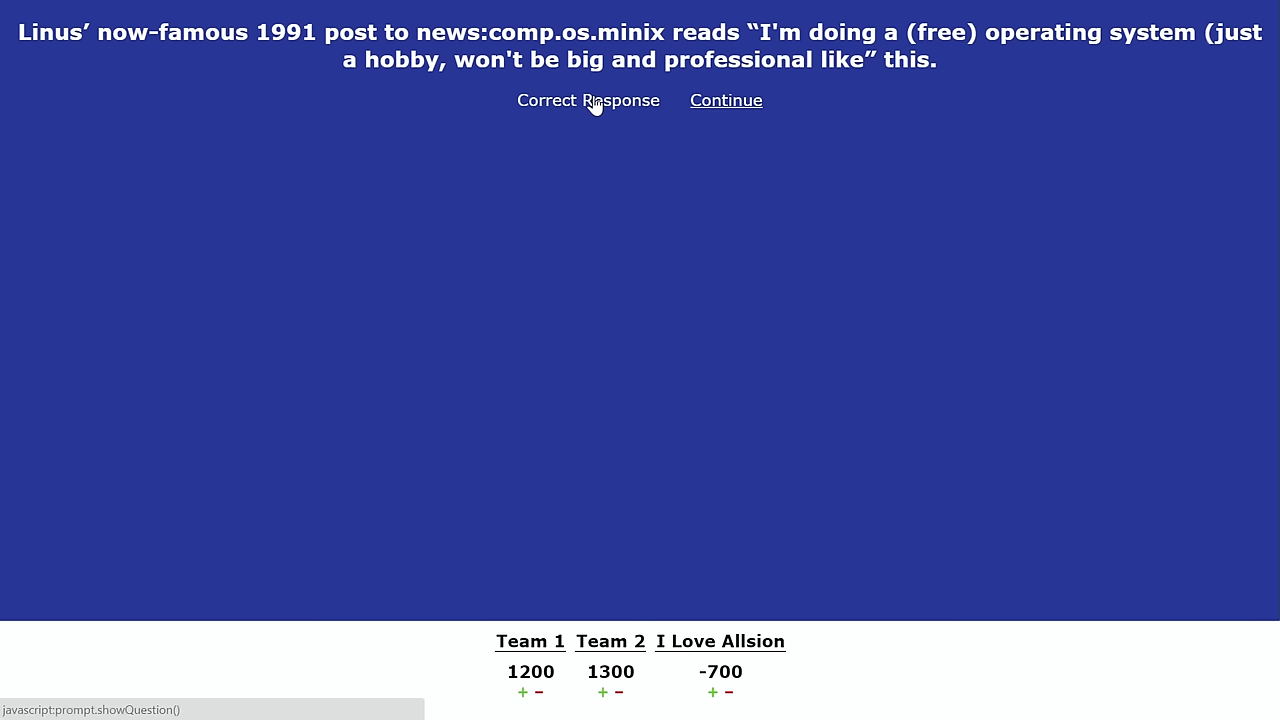 Linus’ now-famous 1991 post to news:comp.os.minix reads “I'm doing a (free) operating system (just
a hobby, won't be big and professional like” this.
Correct Response Continue
Team 1 Team 2 I Love Allsion
1200 1300 -700
+ − + − + −
javascript:prompt.showQuestion()